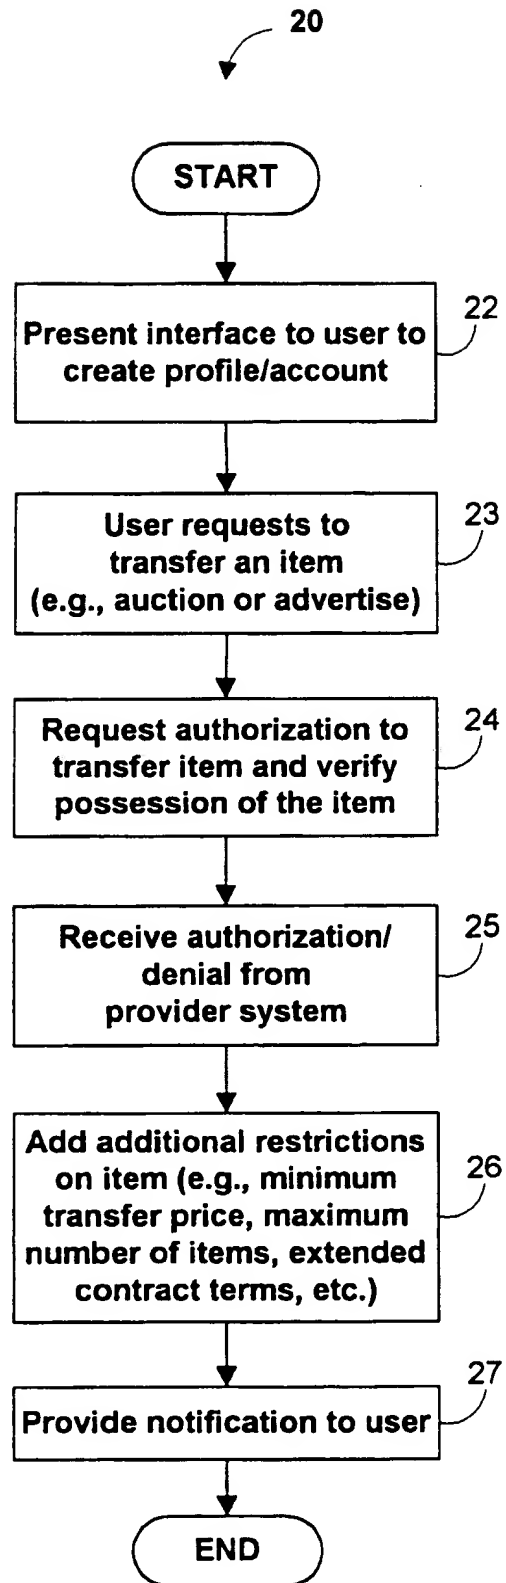 20
START
22
Present interface to user to
create profile/account
23
User requests to
transfer an item
(e.g., auction or advertise)
24
Request authorization to
transfer item and verify
possession of the item
25
Receive authorization/
denial from
provider system
26
Add additional restrictions
on item (e.g., minimum
transfer price, maximum
number of items, extended
contract terms, etc.)
27
Provide notification to user
END